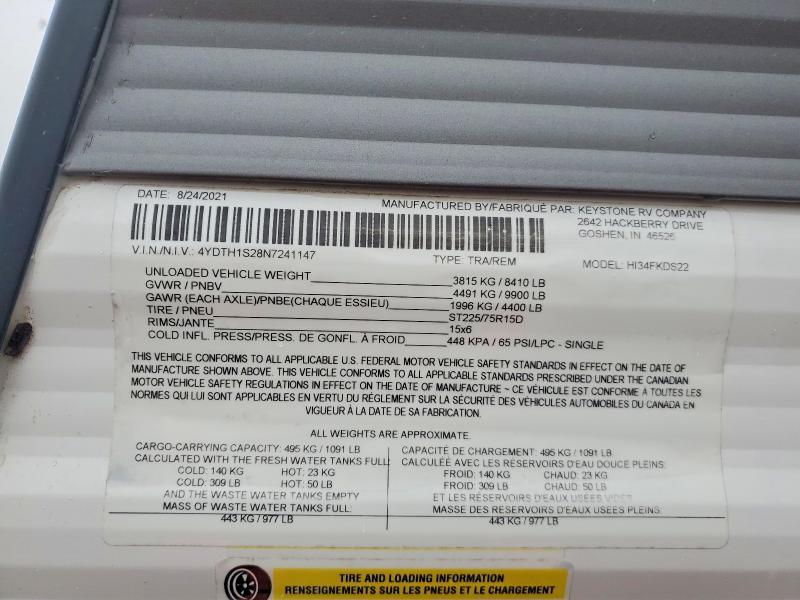 DATE: 8/24/2021
MANUFACTURED BY/FABRIQUÉ PAR: KEYSTONE RV COMPANY
2642 HACKBERRY DRIVE
GOSHEN, IN 46526
V.I.N./N.I.V.: 4YDTH1S28N7241147
TYPE: TRA/REM
MODEL: HI34FKDS22
UNLOADED VEHICLE WEIGHT 3815 KG / 8410 LB
GVWR / PNBV 4491 KG / 9900 LB
GAWR (EACH AXLE)/PNBE(CHAQUE ESSIEU) 1996 KG / 4400 LB
TIRE / PNEU ST225/75R15D
RIMS/JANTE 15x6
COLD INFL. PRESS/PRESS. DE GONFL. À FROID 448 KPA / 65 PSI/LPC - SINGLE
THIS VEHICLE CONFORMS TO ALL APPLICABLE U.S. FEDERAL MOTOR VEHICLE SAFETY STANDARDS IN EFFECT ON THE DATE OF
MANUFACTURE SHOWN ABOVE. THIS VEHICLE CONFORMS TO ALL APPLICABLE STANDARDS PRESCRIBED UNDER THE CANADIAN
MOTOR VEHICLE SAFETY REGULATIONS IN EFFECT ON THE DATE OF MANUFACTURE ~ CE VÉHICULE EST CONFORME À TOUTES LES
NORMES QUI LUI SONT APPLICABLES EN VERTU DU RÉGLEMENT SUR LA SÉCURITÉ DES VÉHICULES AUTOMOBILES DU CANADA EN
VIGUEUR À LA DATE DE SA FABRICATION.
ALL WEIGHTS ARE APPROXIMATE.
CARGO-CARRYING CAPACITY: 495 KG / 1091 LB
CALCULATED WITH THE FRESH WATER TANKS FULL:
COLD: 140 KG HOT: 23 KG
COLD: 309 LB HOT: 50 LB
AND THE WASTE WATER TANKS EMPTY
MASS OF WASTE WATER TANKS FULL:
443 KG / 977 LB
CAPACITÉ DE CHARGEMENT: 495 KG / 1091 LB
CALCULÉE AVEC LES RÉSERVOIRS D'EAU DOUCE PLEINS:
FROID: 140 KG CHAUD: 23 KG
FROID: 309 LB CHAUD: 50 LB
ET LES RÉSERVOIRS D'EAUX USÉES VIDES
MASSE DES RÉSERVOIRS D'EAUX USÉES PLEINS:
443 KG / 977 LB
TIRE AND LOADING INFORMATION
RENSEIGNEMENTS SUR LES PNEUS ET LE CHARGEMENT